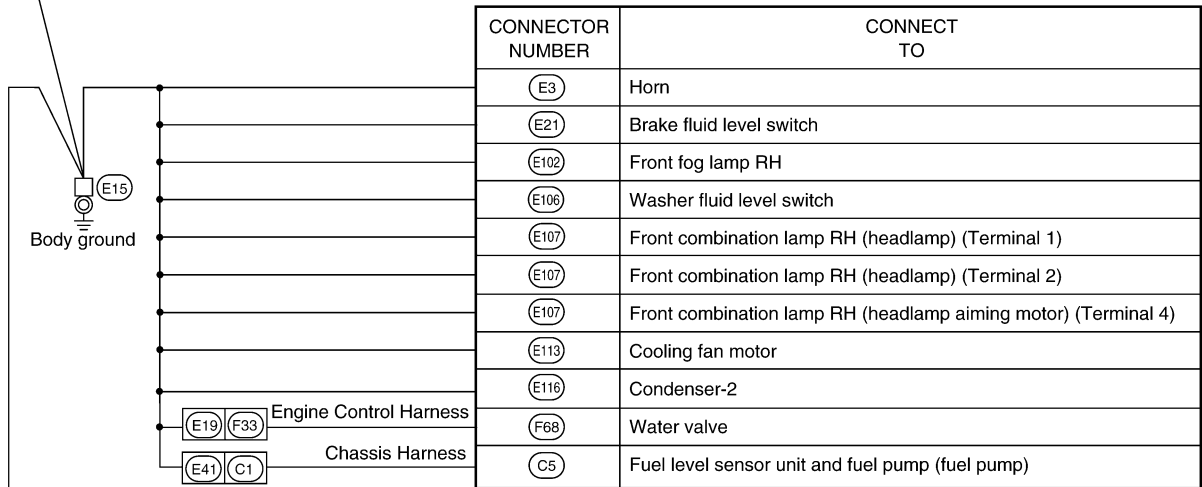 CONNECTOR NUMBER
CONNECT TO
E3 Horn
E21 Brake fluid level switch
E102 Front fog lamp RH
E15
E106 Washer fluid level switch
Body ground
E107 Front combination lamp RH (headlamp) (Terminal 1)
E107 Front combination lamp RH (headlamp) (Terminal 2)
E107 Front combination lamp RH (headlamp aiming motor) (Terminal 4)
E113 Cooling fan motor
E116 Condenser-2
E19 F33 Engine Control Harness F68 Water valve
E41 C1 Chassis Harness C5 Fuel level sensor unit and fuel pump (fuel pump)